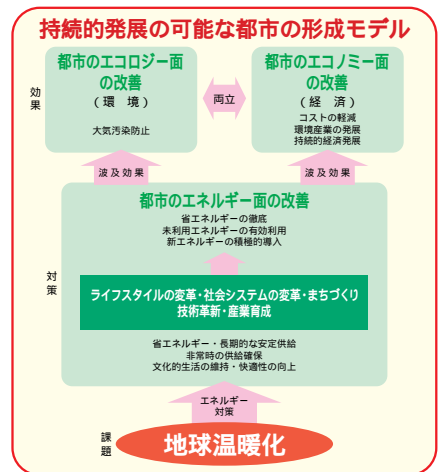 持続的発展の可能な都市の形成モデル
効果
都市のエコロジー面
の改善
（環境）
大気汚染防止
両立
都市のエコノミー面
の改善
（経済）
コストの軽減
環境産業の発展
持続的経済発展
波及効果
波及効果
対策
都市のエネルギー面の改善
省エネルギーの徹底
未利用エネルギーの有効利用
新エネルギーの積極的導入
ライフスタイルの変革・社会システムの変革・まちづくり
技術革新・産業育成
省エネルギー・長期的な安定供給
非常時の供給確保
文化的生活の維持・快適性の向上
エネルギー
対策
課題
地球温暖化